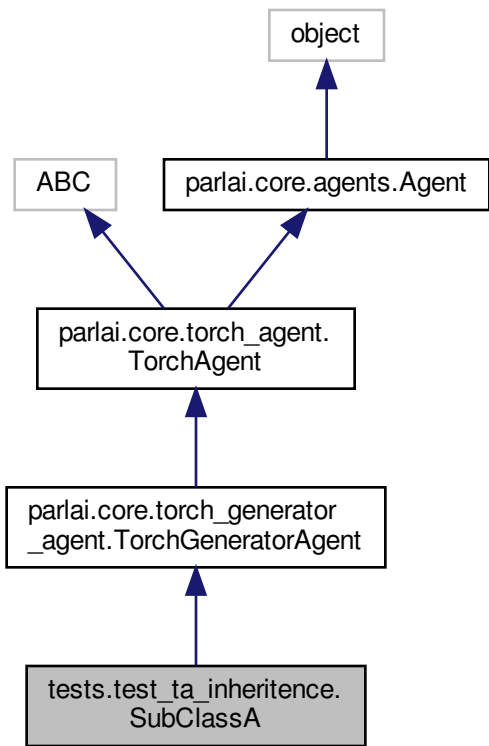 object
ABC
parlai.core.agents.Agent
parlai.core.torch_agent.
TorchAgent
parlai.core.torch_generator
_agent.TorchGeneratorAgent
tests.test_ta_inheritence.
SubClassA